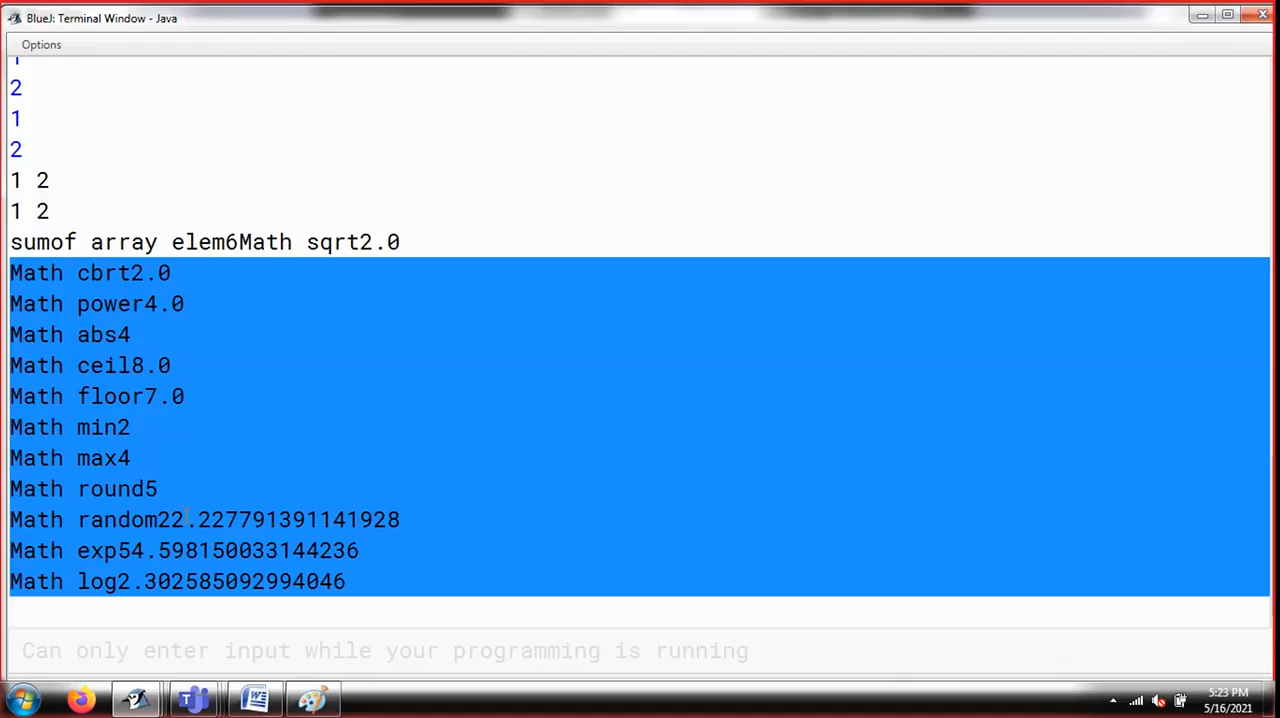 BlueJ: Terminal Window - Java
Options
1
2
1
2
1 2
1 2
sumof array elem6Math sqrt2.0
Math cbrt2.0
Math power4.0
Math abs4
Math ceil8.0
Math floor7.0
Math min2
Math max4
Math round5
Math random22.227791391141928
Math exp54.598150033144236
Math log2.302585092994046
Can only enter input while your programming is running
5:23 PM
5/16/2021